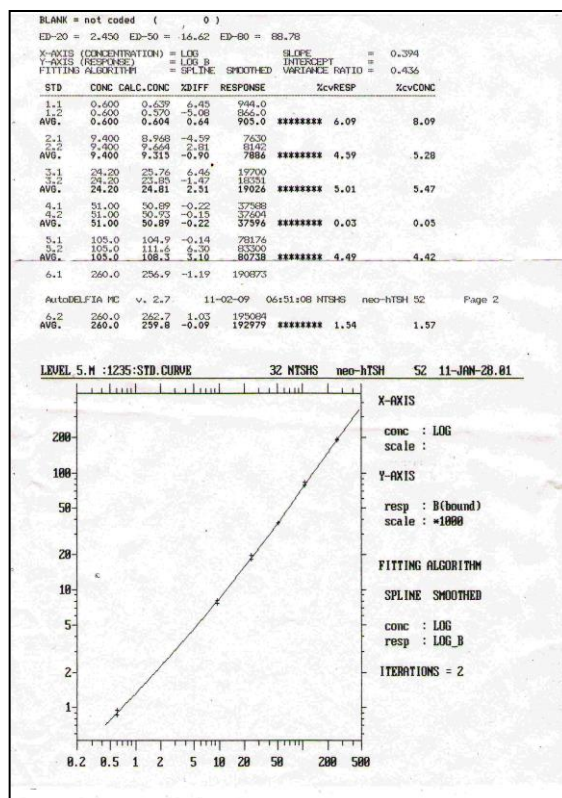 BLANK = not coded ( , 0 )
ED-20 = 2.450 ED-50 = 16.62 ED-80 = 88.78
X-AXIS (CONCENTRATION) = LOG SLOPE = 0.394
Y-AXIS (RESPONSE) = LOG_B INTERCEPT =
FITTING ALGORITHM = SPLINE SMOOTHED VARIANCE RATIO = 0.436
STD CONC CALC.CONC %DIFF RESPONSE %cvRESP %cvCONC
1.1 0.600 0.639 6.45 944.0
1.2 0.600 0.570 -5.08 866.0
AVG. 0.600 0.604 0.64 905.0 ******** 6.09 8.09
2.1 9.400 8.968 -4.59 7630
2.2 9.400 9.664 2.81 8142
AVG. 9.400 9.315 -0.90 7886 ******** 4.59 5.28
3.1 24.20 25.76 6.46 19700
3.2 24.20 23.85 -1.47 18351
AVG. 24.20 24.81 2.51 19026 ******** 5.01 5.47
4.1 51.00 50.89 -0.22 37588
4.2 51.00 50.93 -0.15 37604
AVG. 51.00 50.89 -0.22 37596 ******** 0.03 0.05
5.1 105.0 104.9 -0.14 78176
5.2 105.0 111.6 6.30 83300
AVG. 105.0 108.3 3.10 80738 ******** 4.49 4.42
6.1 260.0 256.9 -1.19 190873
AutoDELFIA MC v. 2.7 11-02-09 06:51:08 NTSHS neo-hTSH 52 Page 2
6.2 260.0 262.7 1.03 195084
AVG. 260.0 259.8 -0.09 192979 ******** 1.54 1.57
LEVEL_5.M :1235:STD.CURVE 32 NTSHS neo-hTSH 52 11-JAN-28.01
X-AXIS
conc : LOG
scale :
Y-AXIS
resp : B(bound)
scale : *1000
FITTING ALGORITHM
SPLINE SMOOTHED
conc : LOG
resp : LOG_B
ITERATIONS = 2
200
100
50
20
10
5
2
1
0.2 0.5 1 2 5 10 20 50 100 200 500